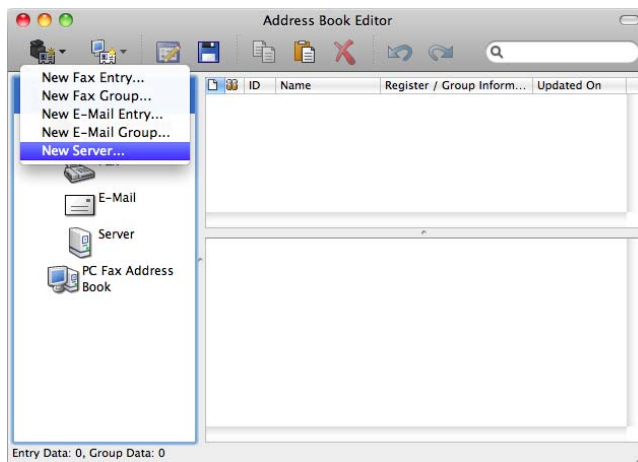 Address Book Editor
New Fax Entry...
New Fax Group...
New E-Mail Entry...
New E-Mail Group...
New Server...
ID Name Register / Group Inform... Updated On
E-Mail
Server
PC Fax Address
Book
Entry Data: 0, Group Data: 0